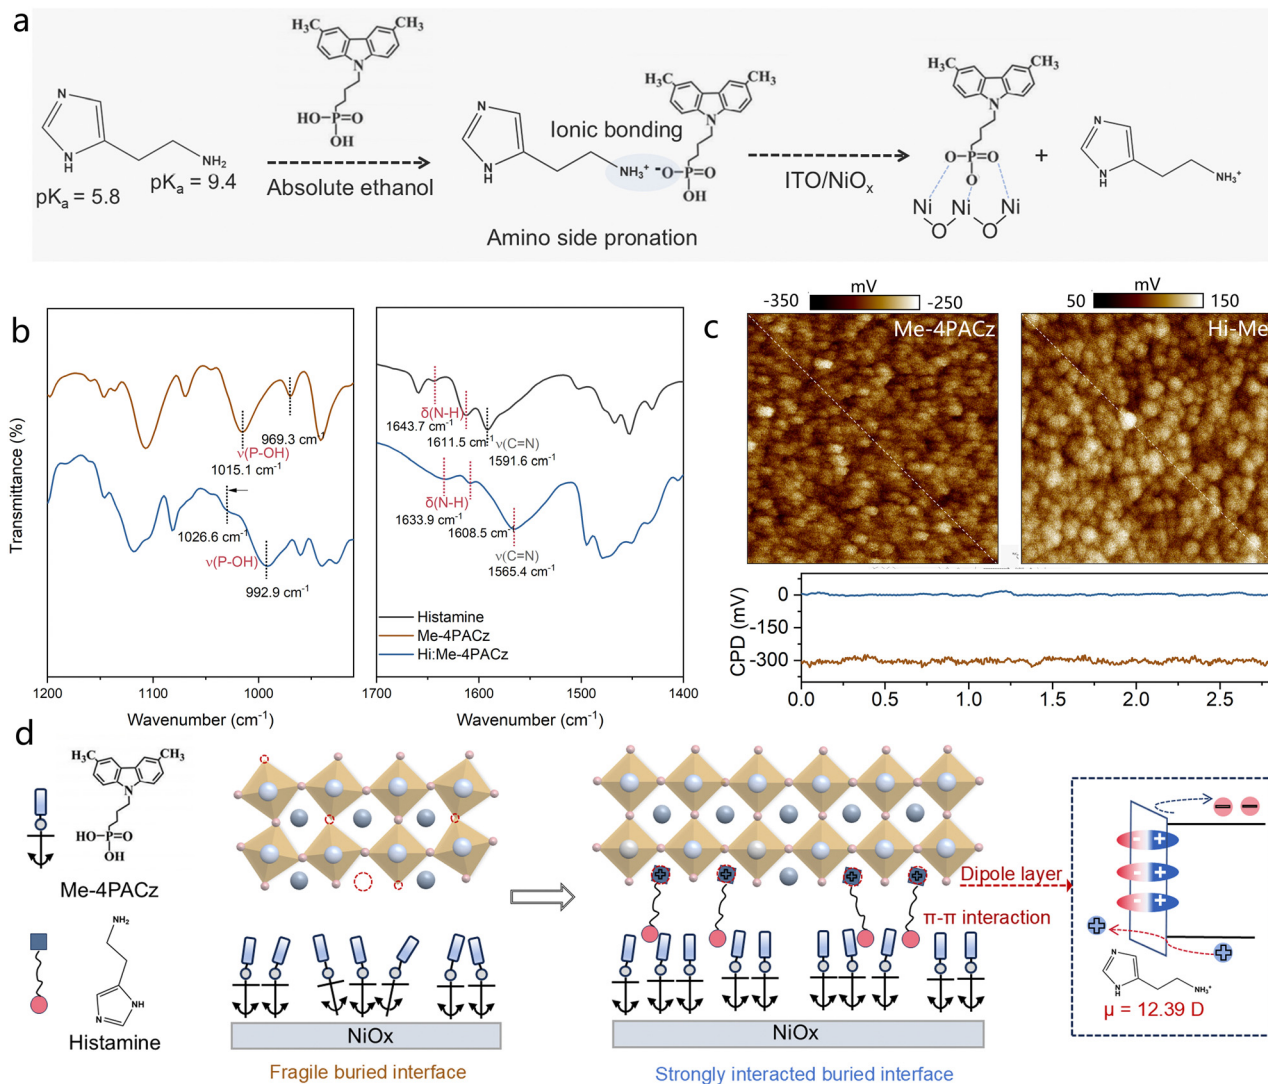 a
H₃C CH₃
N
HO-P=O
OH
N
NH
NH₂
pKₐ = 5.8
pKₐ = 9.4
Absolute ethanol
N
NH
Ionic bonding
NH₃⁺
H₃C CH₃
N
⁻O-P=O
OH
Amino side pronation
ITO/NiOₓ
H₃C CH₃
N
O-P=O
O
Ni Ni Ni
O O
+
N
NH
NH₃⁺
b
Transmittance (%)
969.3 cm⁻¹
ν(P-OH)
1015.1 cm⁻¹
1026.6 cm⁻¹
ν(P-OH)
992.9 cm⁻¹
1200 1100 1000
Wavenumber (cm⁻¹)
δ(N-H)
1643.7 cm⁻¹
1611.5 cm⁻¹
ν(C=N)
1591.6 cm⁻¹
δ(N-H)
1633.9 cm⁻¹
1608.5 cm⁻¹
ν(C=N)
1565.4 cm⁻¹
Histamine
Me-4PACz
Hi:Me-4PACz
1700 1600 1500 1400
Wavenumber (cm⁻¹)
c
mV
-350 -250
Me-4PACz
mV
50 150
Hi-Me
CPD (mV)
0
-150
-300
0.0 0.5 1.0 1.5 2.0 2.5
d
H₃C CH₃
N
HO-P=O
OH
Me-4PACz
NH₂
NH
N
Histamine
NiOx
Fragile buried interface
NiOx
Strongly interacted buried interface
Dipole layer
π-π interaction
- +
- +
- +
N
NH
NH₃⁺
μ = 12.39 D